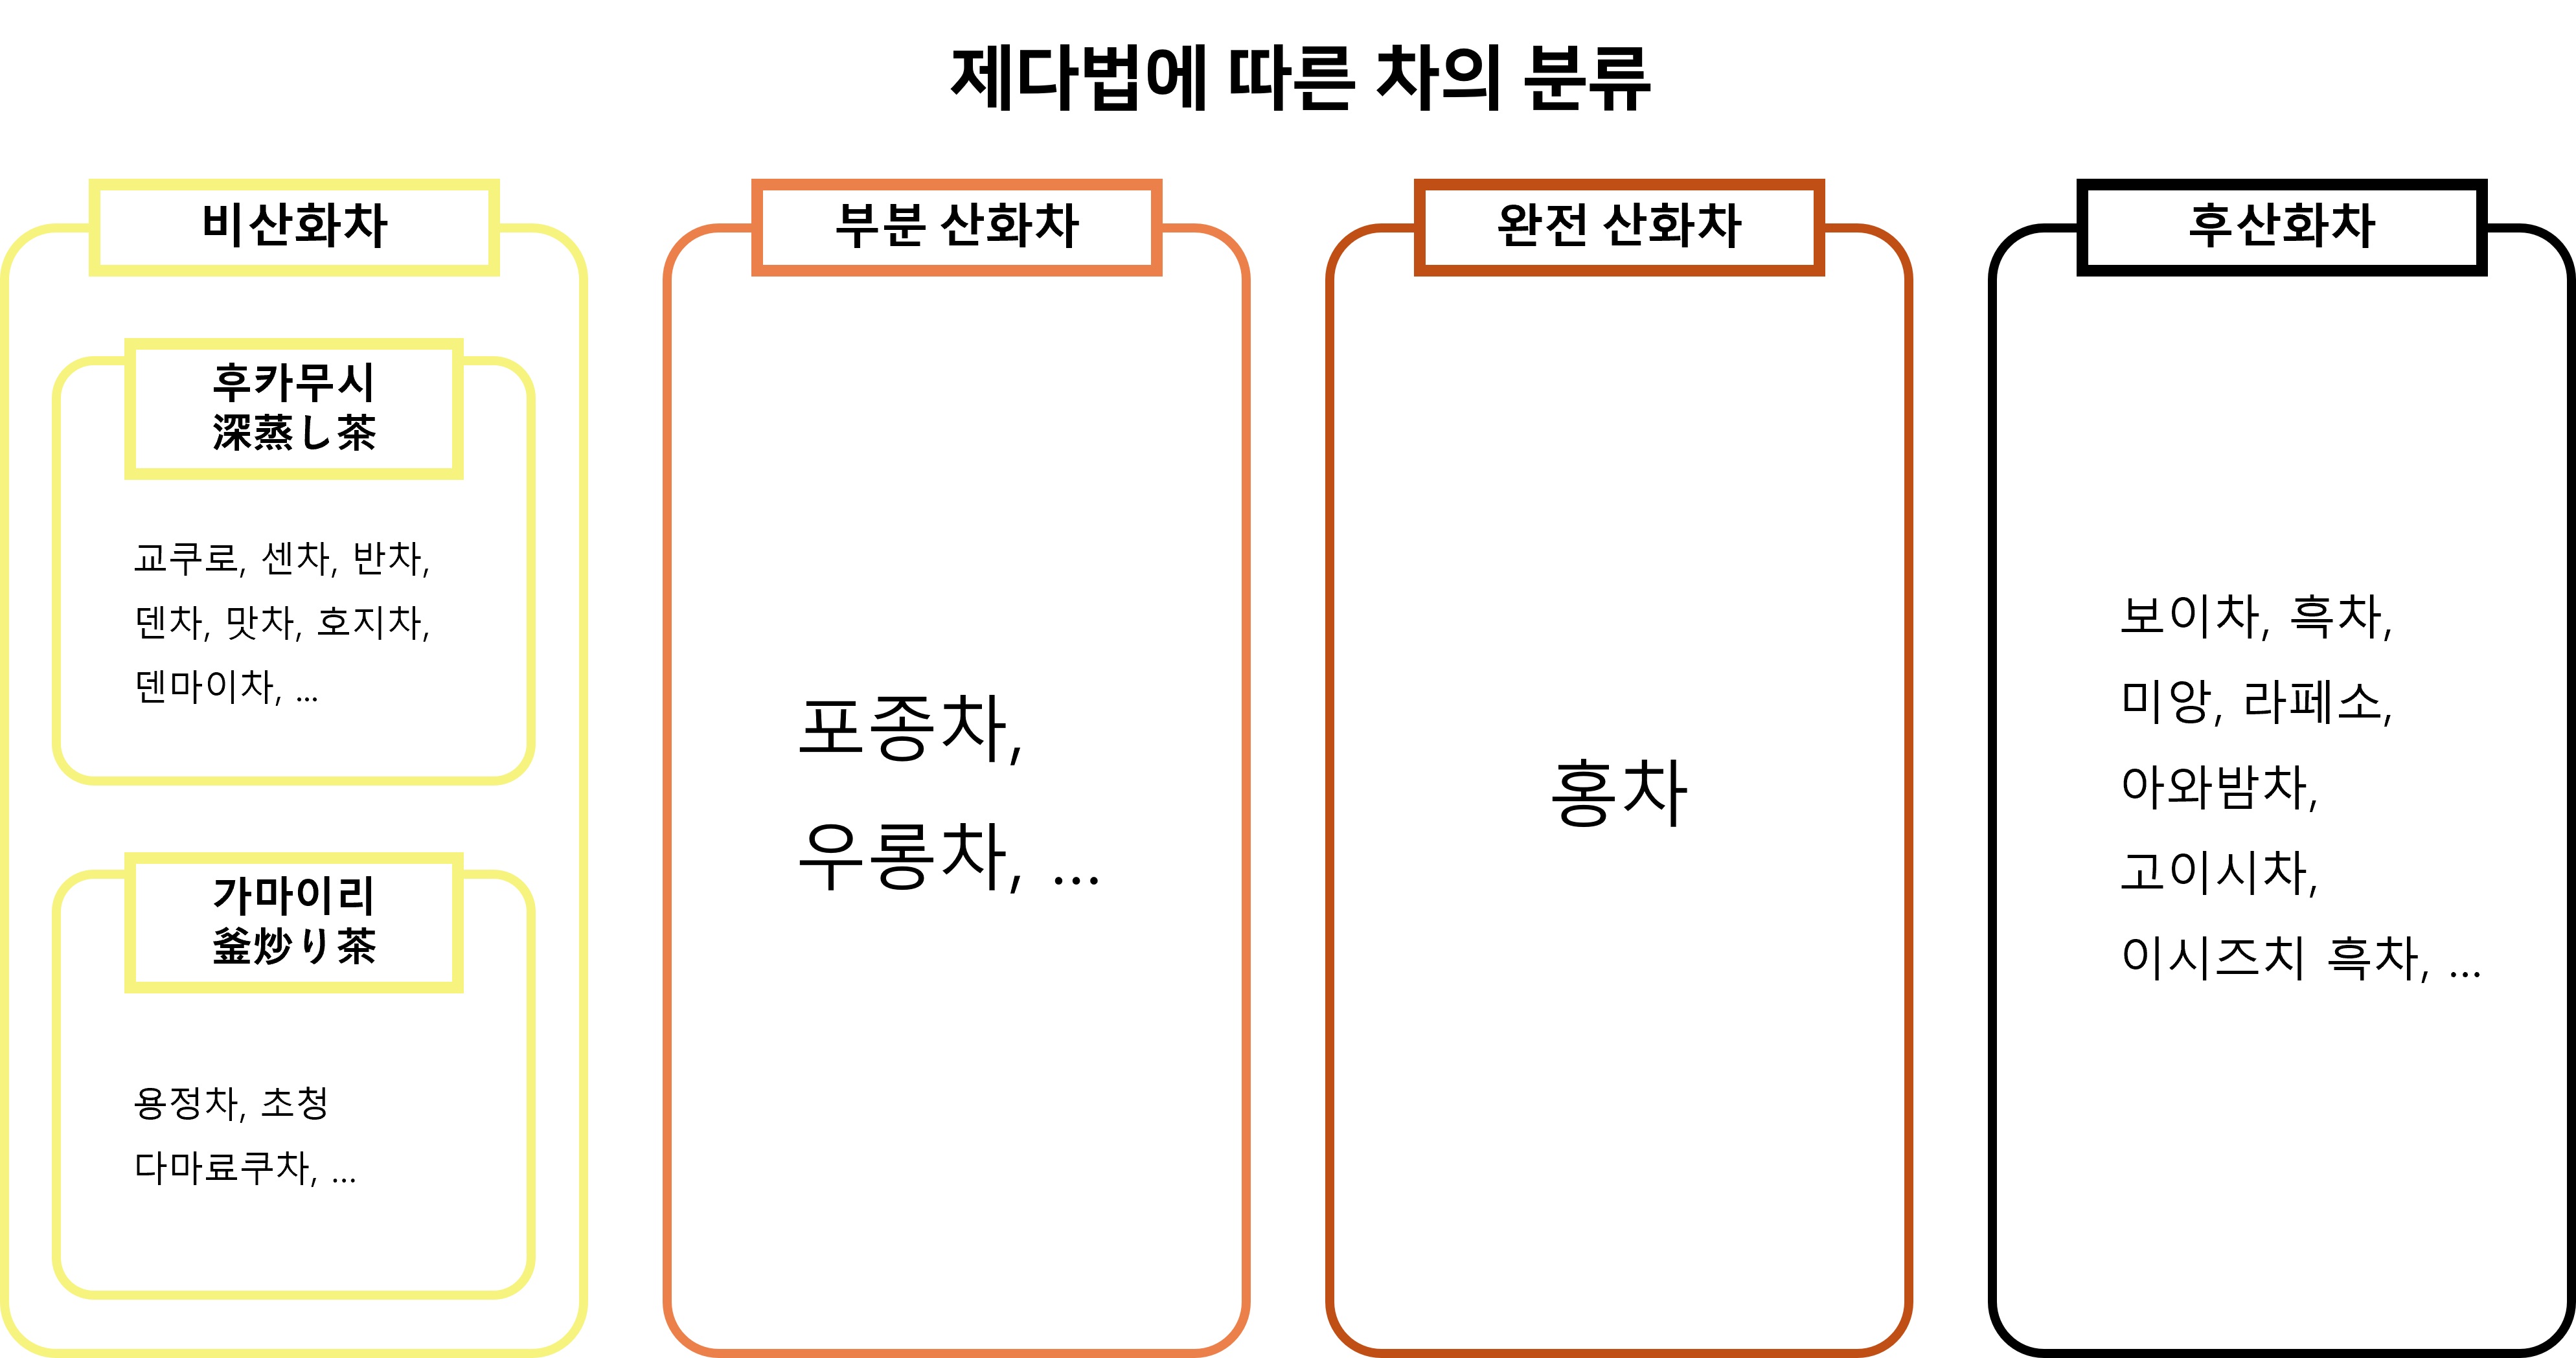 제다법에 따른 차의 분류
비산화차
후카무시
深蒸し茶
교쿠로, 센차, 반차,
덴차, 맛차, 호지차,
덴마이차, ...
가마이리
釜炒り茶
용정차, 초청
다마료쿠차, ...
부분 산화차
포종차,
우롱차, ...
완전 산화차
홍차
후산화차
보이차, 흑차,
미앙, 라페소,
아와밤차,
고이시차,
이시즈치 흑차, ...